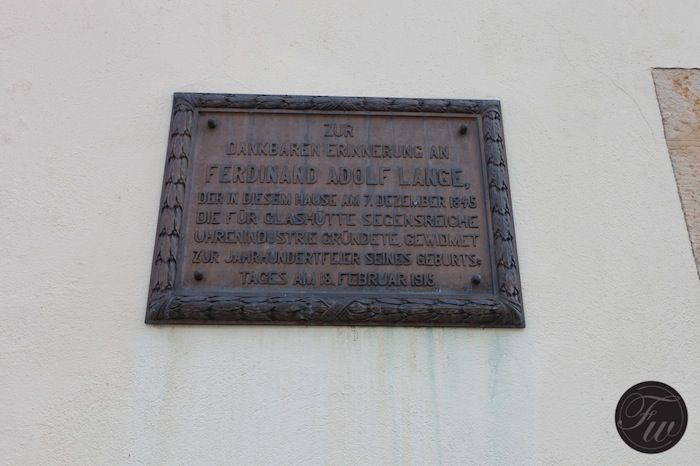 ZUR
DANKBAREN ERINNERUNG AN
FERDINAND ADOLF LANGE,
DER IN DIESEM HAUSE AM 7. DEZEMBER 1845
DIE FÜR GLASHÜTTE SEGENSREICHE
UHRENINDUSTRIE GRÜNDETE, GEWIDMET
ZUR JAHRHUNDERTFEIER SEINES GEBURTS-
TAGES AM 18. FEBRUAR 1915
FW